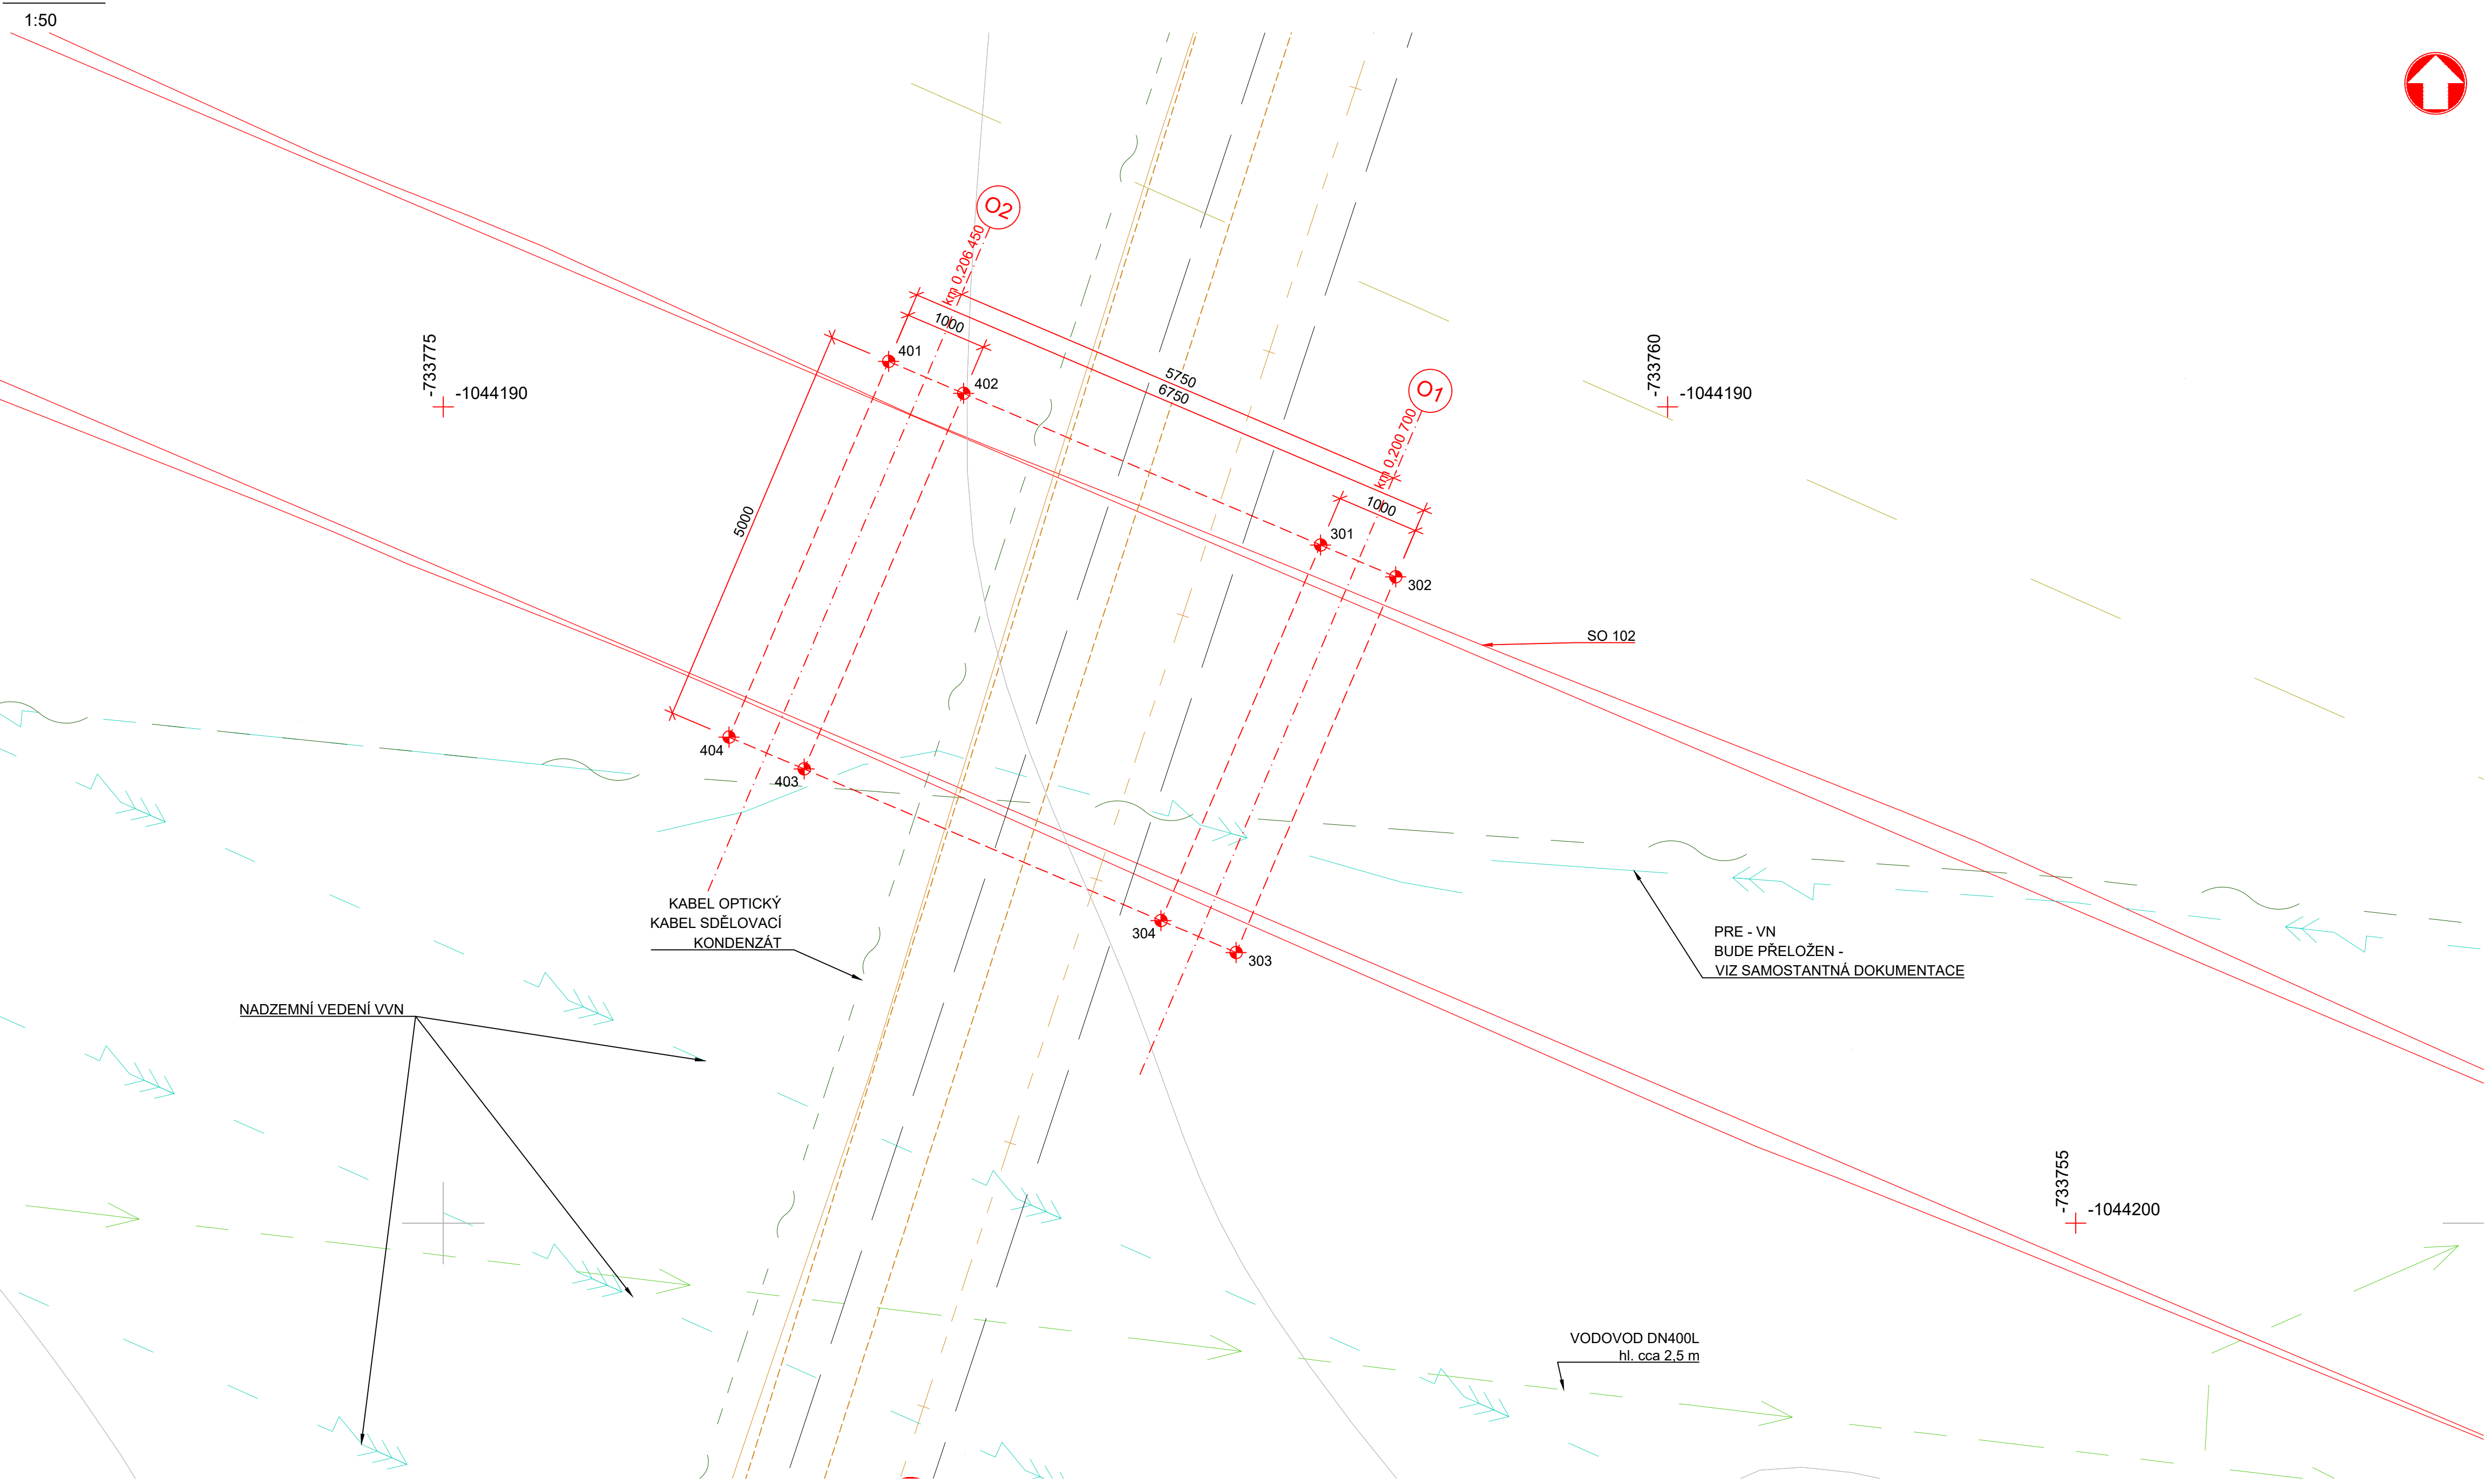 1:50
O2
km 0,206 450
1000
401
402
5750
6750
-733775
-1044190
-733760
-1044190
O1
km 0,200 700
1000
301
302
5000
SO 102
404
403
304
303
KABEL OPTICKÝ
KABEL SDĚLOVACÍ
KONDENZÁT
PRE - VN
BUDE PŘELOŽEN -
VIZ SAMOSTANTNÁ DOKUMENTACE
NADZEMNÍ VEDENÍ VVN
-733755
-1044200
VODOVOD DN400L
hl. cca 2,5 m